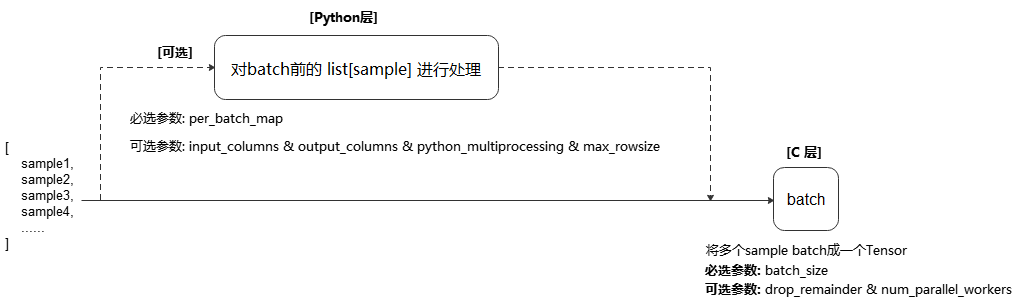 [Python层]
[可选]
对batch前的 list[sample] 进行处理
必选参数: per_batch_map
可选参数: input_columns & output_columns & python_multiprocessing & max_rowsize
[
sample1,
sample2,
sample3,
sample4,
......
]
[C 层]
batch
将多个sample batch成一个Tensor
必选参数: batch_size
可选参数: drop_remainder & num_parallel_workers